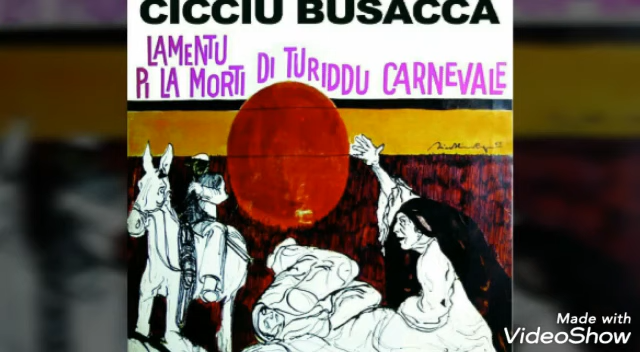 CICCIU BUSACCA
LAMENTU
PI LA MORTI DI TURIDDU CARNEVALE
Made with
VideoShow